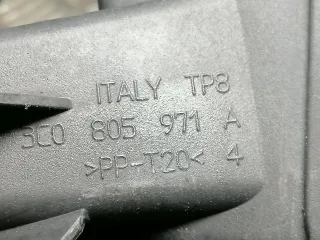 ITALY TP8
3C0 805 971 A
>PP-T20< 4